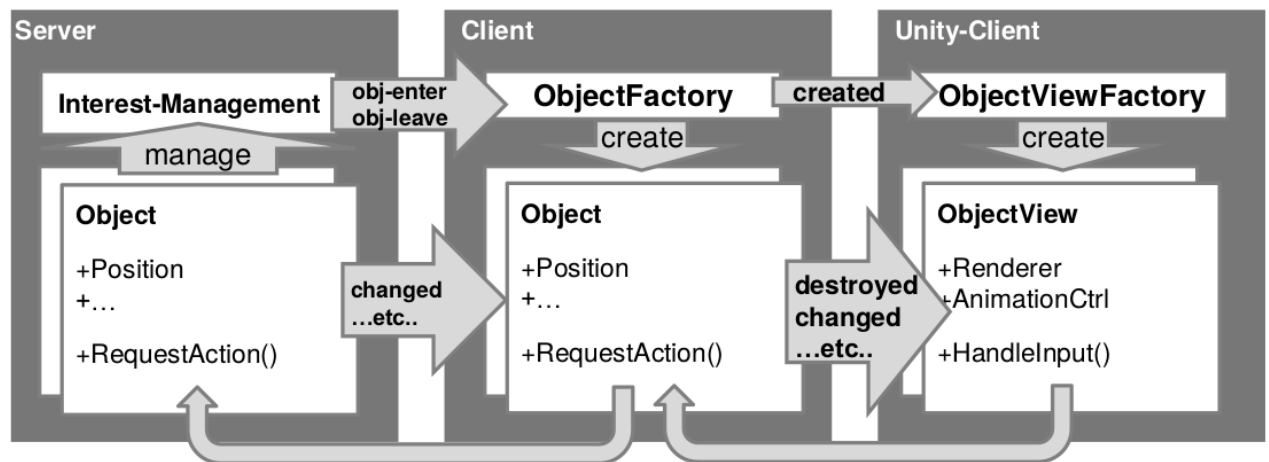 Server
Interest-Management
manage
Object
+Position
+...
+RequestAction()
obj-enter
obj-leave
changed
...etc..
Client
ObjectFactory
create
Object
+Position
+...
+RequestAction()
created
destroyed
changed
...etc..
Unity-Client
ObjectViewFactory
create
ObjectView
+Renderer
+AnimationCtrl
+HandleInput()